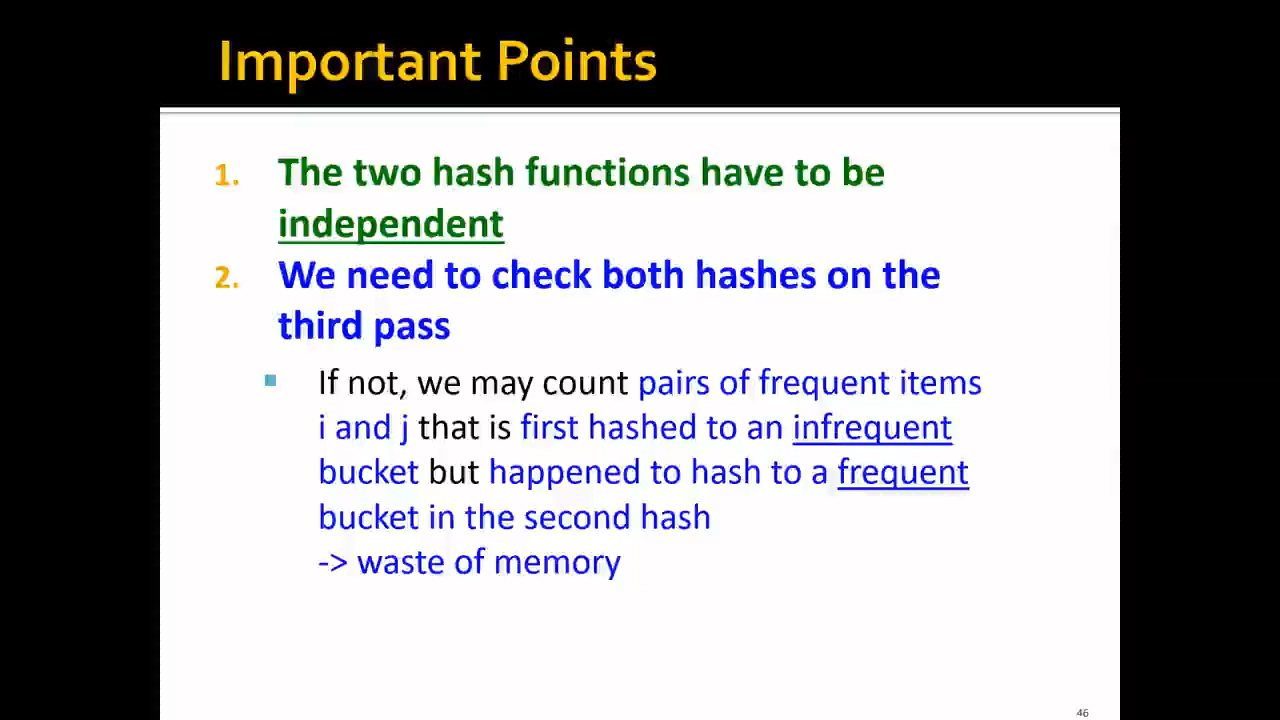 Important Points
1. The two hash functions have to be
independent
2. We need to check both hashes on the
third pass
If not, we may count pairs of frequent items
i and j that is first hashed to an infrequent
bucket but happened to hash to a frequent
bucket in the second hash
-> waste of memory
46